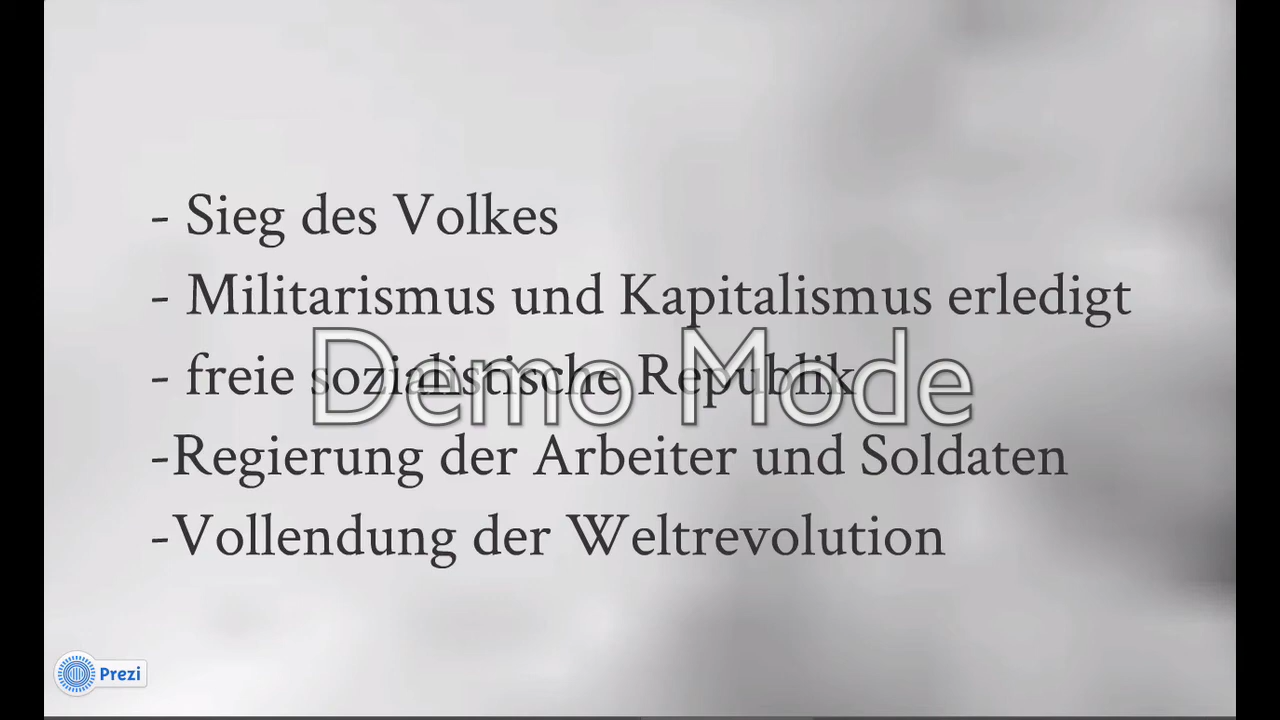 - Sieg des Volkes
- Militarismus und Kapitalismus erledigt
- freie sozialistische Republik
Demo Mode
-Regierung der Arbeiter und Soldaten
-Vollendung der Weltrevolution
Prezi